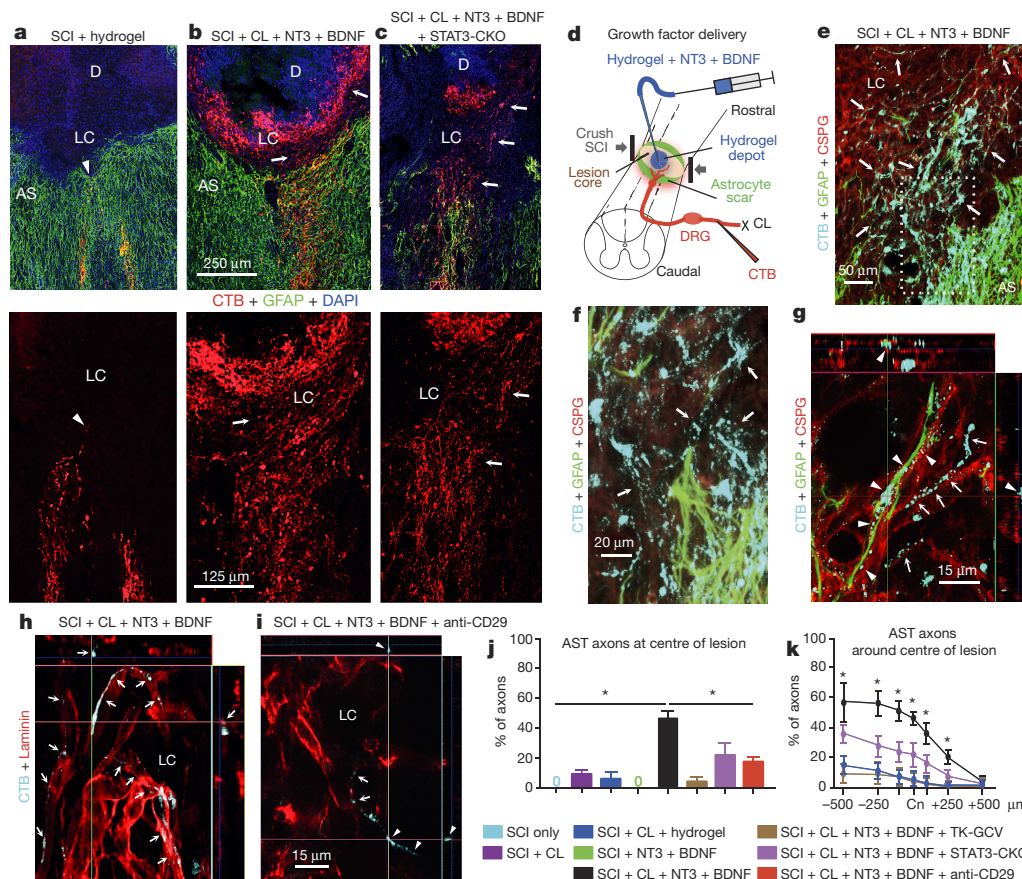 a
SCI + hydrogel
D
LC
AS
b
SCI + CL + NT3 + BDNF
D
LC
AS
250 µm
c
SCI + CL + NT3 + BDNF
+ STAT3-CKO
D
LC
CTB + GFAP + DAPI
LC
LC
125 µm
LC
d
Growth factor delivery
Hydrogel + NT3 + BDNF
Rostral
Crush
SCI
Hydrogel
depot
Lesion
core
Astrocyte
scar
CL
DRG
Caudal
CTB
e
SCI + CL + NT3 + BDNF
CTB + GFAP + CSPG
LC
50 µm
AS
f
CTB + GFAP + CSPG
20 µm
g
CTB + GFAP + CSPG
15 µm
h
SCI + CL + NT3 + BDNF
CTB + Laminin
LC
i
SCI + CL + NT3 + BDNF + anti-CD29
LC
15 µm
j
AST axons at centre of lesion
% of axons
100
80
60
40
20
0
* *
0 0
k
AST axons
around centre of lesion
% of axons
100
80
60
40
20
0
* * * * * *
−500 −250 Cn +250 +500 µm
SCI only
SCI + CL
SCI + CL + hydrogel
SCI + NT3 + BDNF
SCI + CL + NT3 + BDNF
SCI + CL + NT3 + BDNF + TK-GCV
SCI + CL + NT3 + BDNF + STAT3-CKO
SCI + CL + NT3 + BDNF + anti-CD29